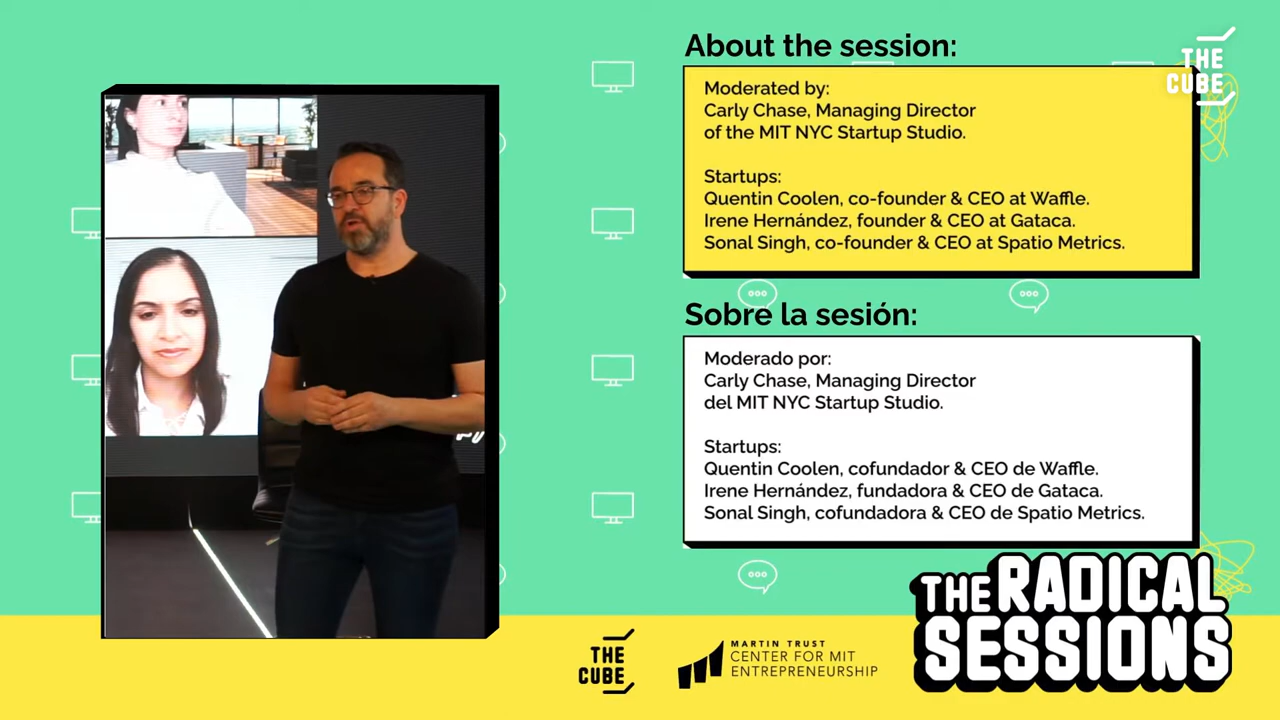 About the session:
THE
CUBE
Moderated by:
Carly Chase, Managing Director
of the MIT NYC Startup Studio.
Startups:
Quentin Coolen, co-founder & CEO at Waffle.
Irene Hernández, founder & CEO at Gataca.
Sonal Singh, co-founder & CEO at Spatio Metrics.
Sobre la sesión:
Moderado por:
Carly Chase, Managing Director
del MIT NYC Startup Studio.
Startups:
Quentin Coolen, cofundador & CEO de Waffle.
Irene Hernández, fundadora & CEO de Gataca.
Sonal Singh, cofundadora & CEO de Spatio Metrics.
THE RADICAL
SESSIONS
THE
CUBE
MARTIN TRUST
CENTER FOR MIT
ENTREPRENEURSHIP